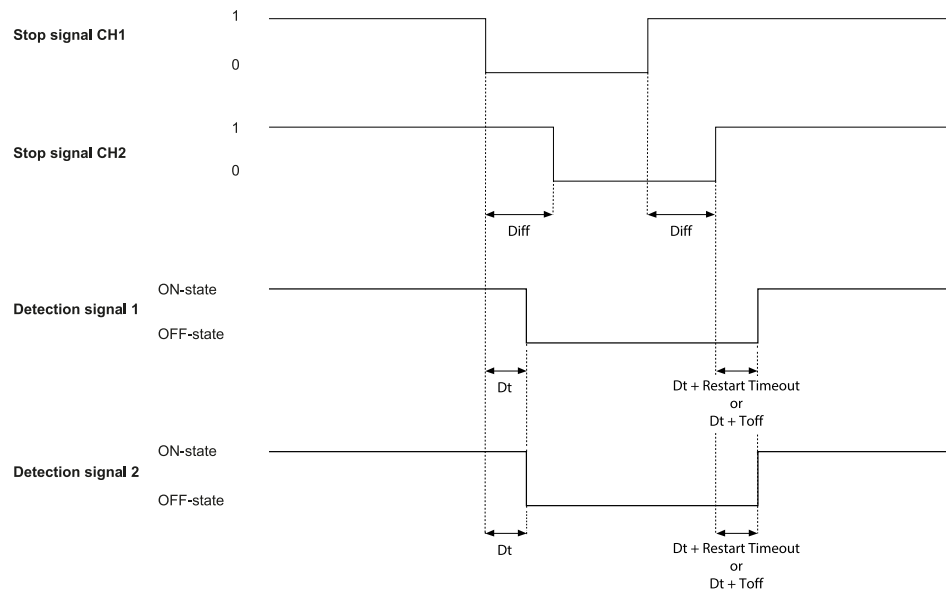 1
Stop signal CH1
0
1
Stop signal CH2
0
Diff
Diff
ON-state
Detection signal 1
OFF-state
Dt
Dt + Restart Timeout
or
Dt + Toff
ON-state
Detection signal 2
OFF-state
Dt
Dt + Restart Timeout
or
Dt + Toff